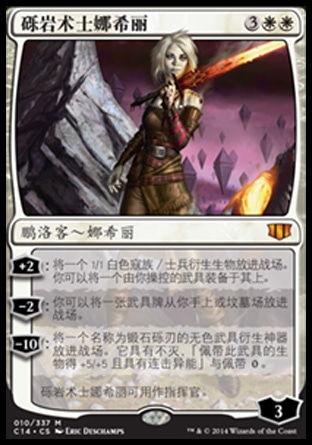 砾岩术士娜希丽 3
鹏洛客～娜希丽
+2：将一个1/1白色寇族／士兵衍生生物放进战场。
你可以将一个由你操控的武具装备于其上。
-2：你可以将一张武具牌从你手上或坟墓场放进战
场。
-10：将一个名称为锻石砾刃的无色武具衍生神器
放进战场。它具有不灭，「佩带此武具的生物
得 +5/+5 且具有连击异能」与佩带 0 。
砾岩术士娜希丽可用作指挥官。
3
010/337 M
C14 • CS ERIC DESCHAMPS
™ & © 2014 Wizards of the Coast